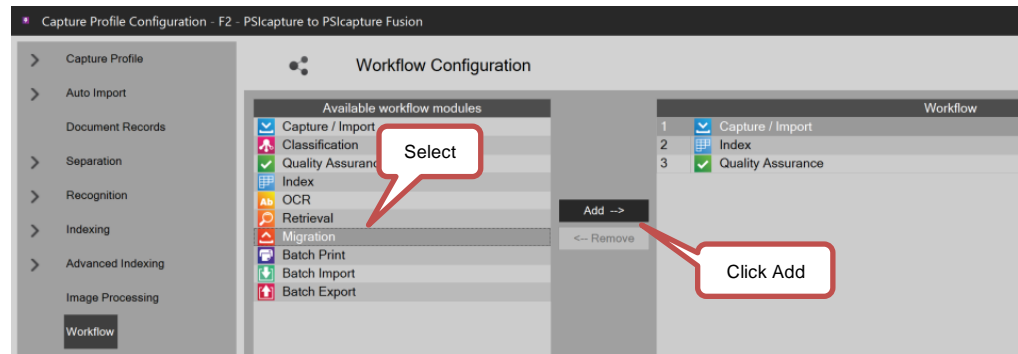 Capture Profile Configuration - F2 - PSIcapture to PSIcapture Fusion
Capture Profile
Auto Import
Document Records
Separation
Recognition
Indexing
Advanced Indexing
Image Processing
Workflow
Workflow Configuration
Available workflow modules
Capture / Import
Classification
Quality Assuranc
Index
Ab OCR
Retrieval
Migration
Batch Print
Batch Import
Batch Export
Select
Add -->
<-- Remove
Click Add
Workflow
1 Capture / Import
2 Index
3 Quality Assurance